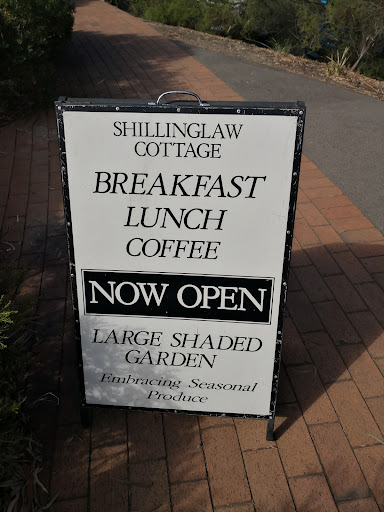 SHILLINGLAW
COTTAGE
BREAKFAST
LUNCH
COFFEE
NOW OPEN
LARGE SHADED
GARDEN
Embracing Seasonal
Produce